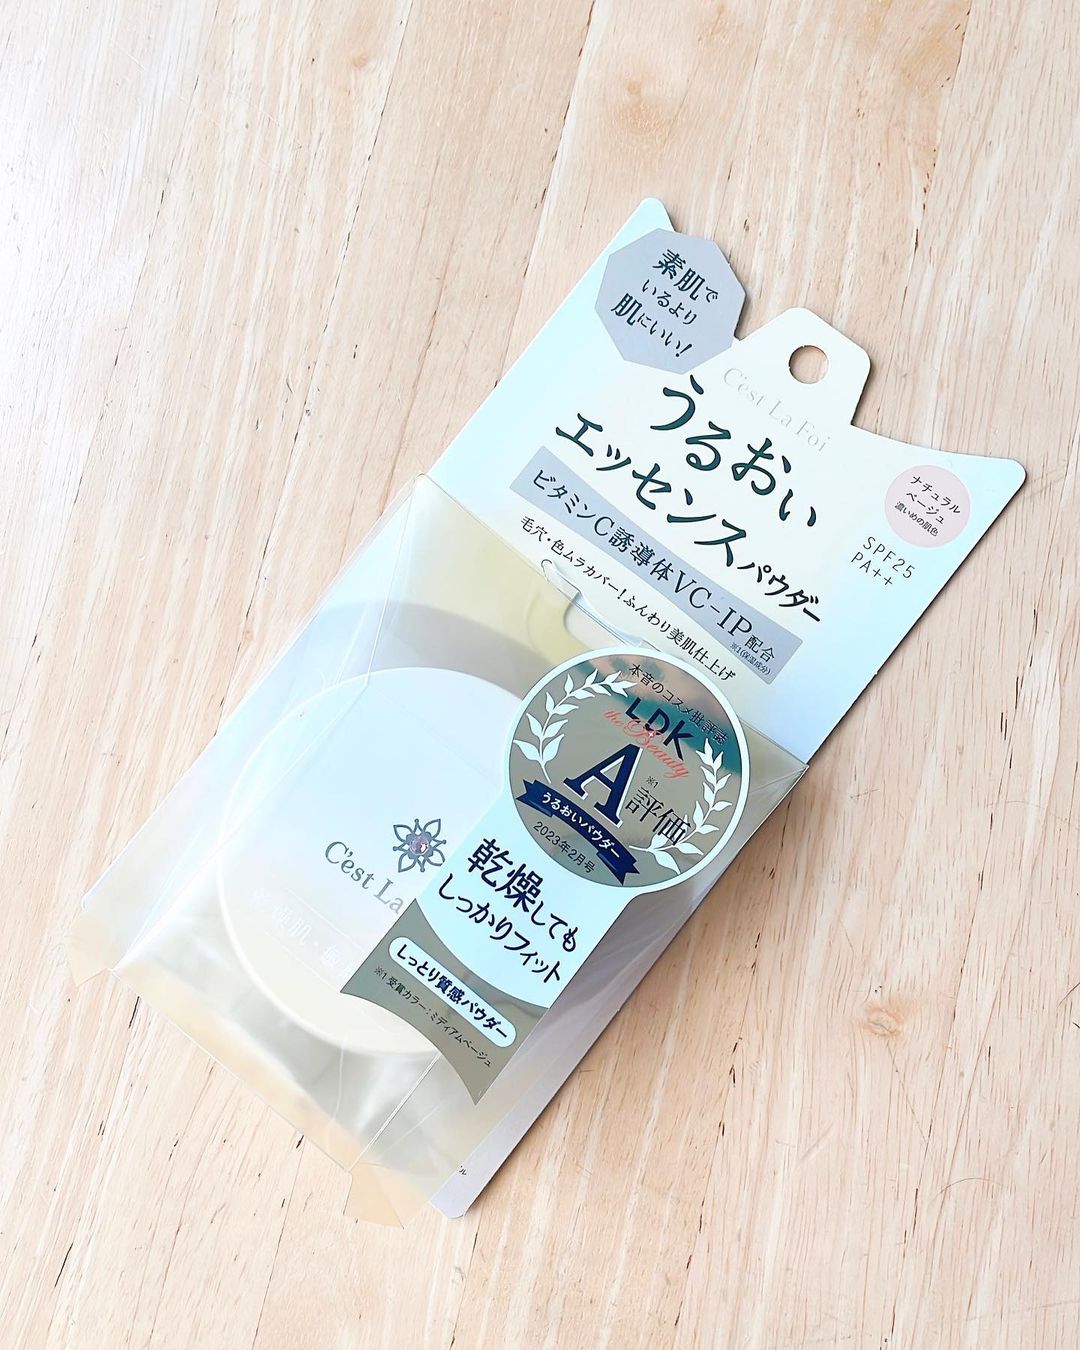 素肌で
いるより
肌にいい!
C'est La Foi
うるおい
エッセンスパウダー
ナチュラル
ベージュ
濃いめの肌色
SPF25
PA++
ビタミンC誘導体VC-IP配合
※1(保湿成分)
毛穴・色ムラカバー!ふんわり美肌仕上げ
本音のコスメ批評誌
LDK
the Beauty
A※1評価
うるおいパウダー
2023年2月号
乾燥しても
しっかりフィット
しっとり質感パウダー
※1 受賞カラー:ミディアムベージュ
C'est La